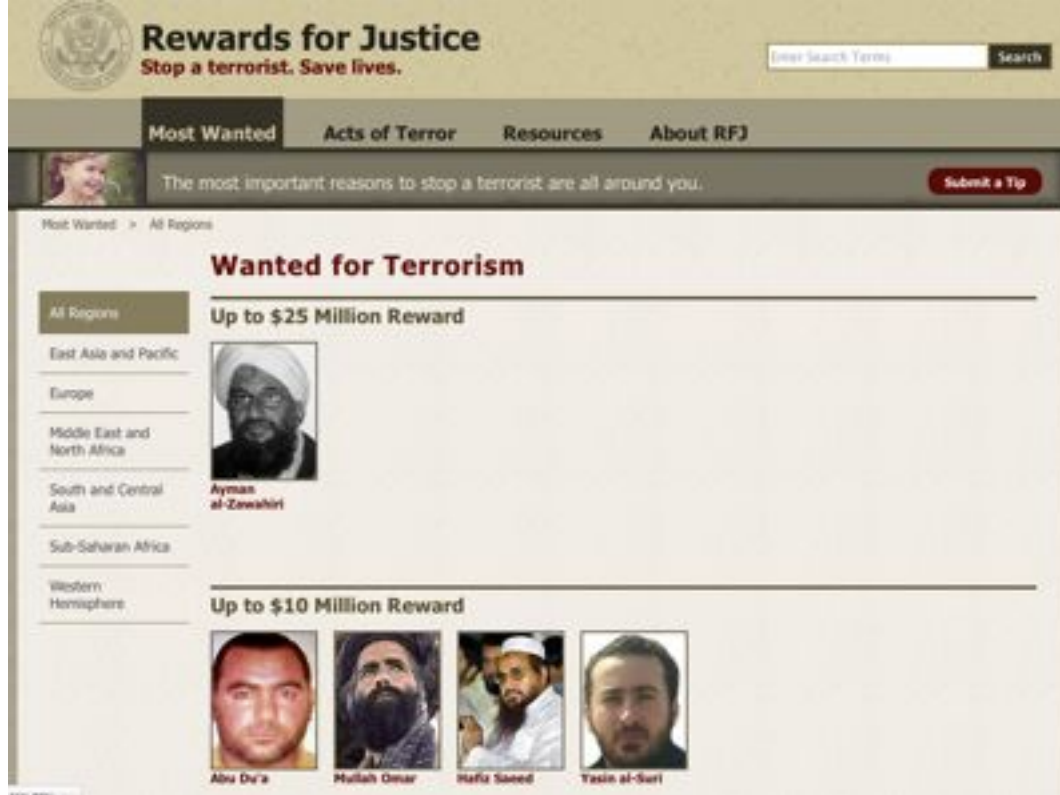 Rewards for Justice
Stop a terrorist. Save lives.
Enter Search Terms
Search
Most Wanted
Acts of Terror
Resources
About RFJ
The most important reasons to stop a terrorist are all around you.
Submit a Tip
Most Wanted > All Regions
Wanted for Terrorism
All Regions
East Asia and Pacific
Europe
Middle East and
North Africa
South and Central
Asia
Sub-Saharan Africa
Western
Hemisphere
Up to $25 Million Reward
Ayman
al-Zawahiri
Up to $10 Million Reward
Abu Du'a
Mullah Omar
Hafiz Saeed
Yasin al-Suri